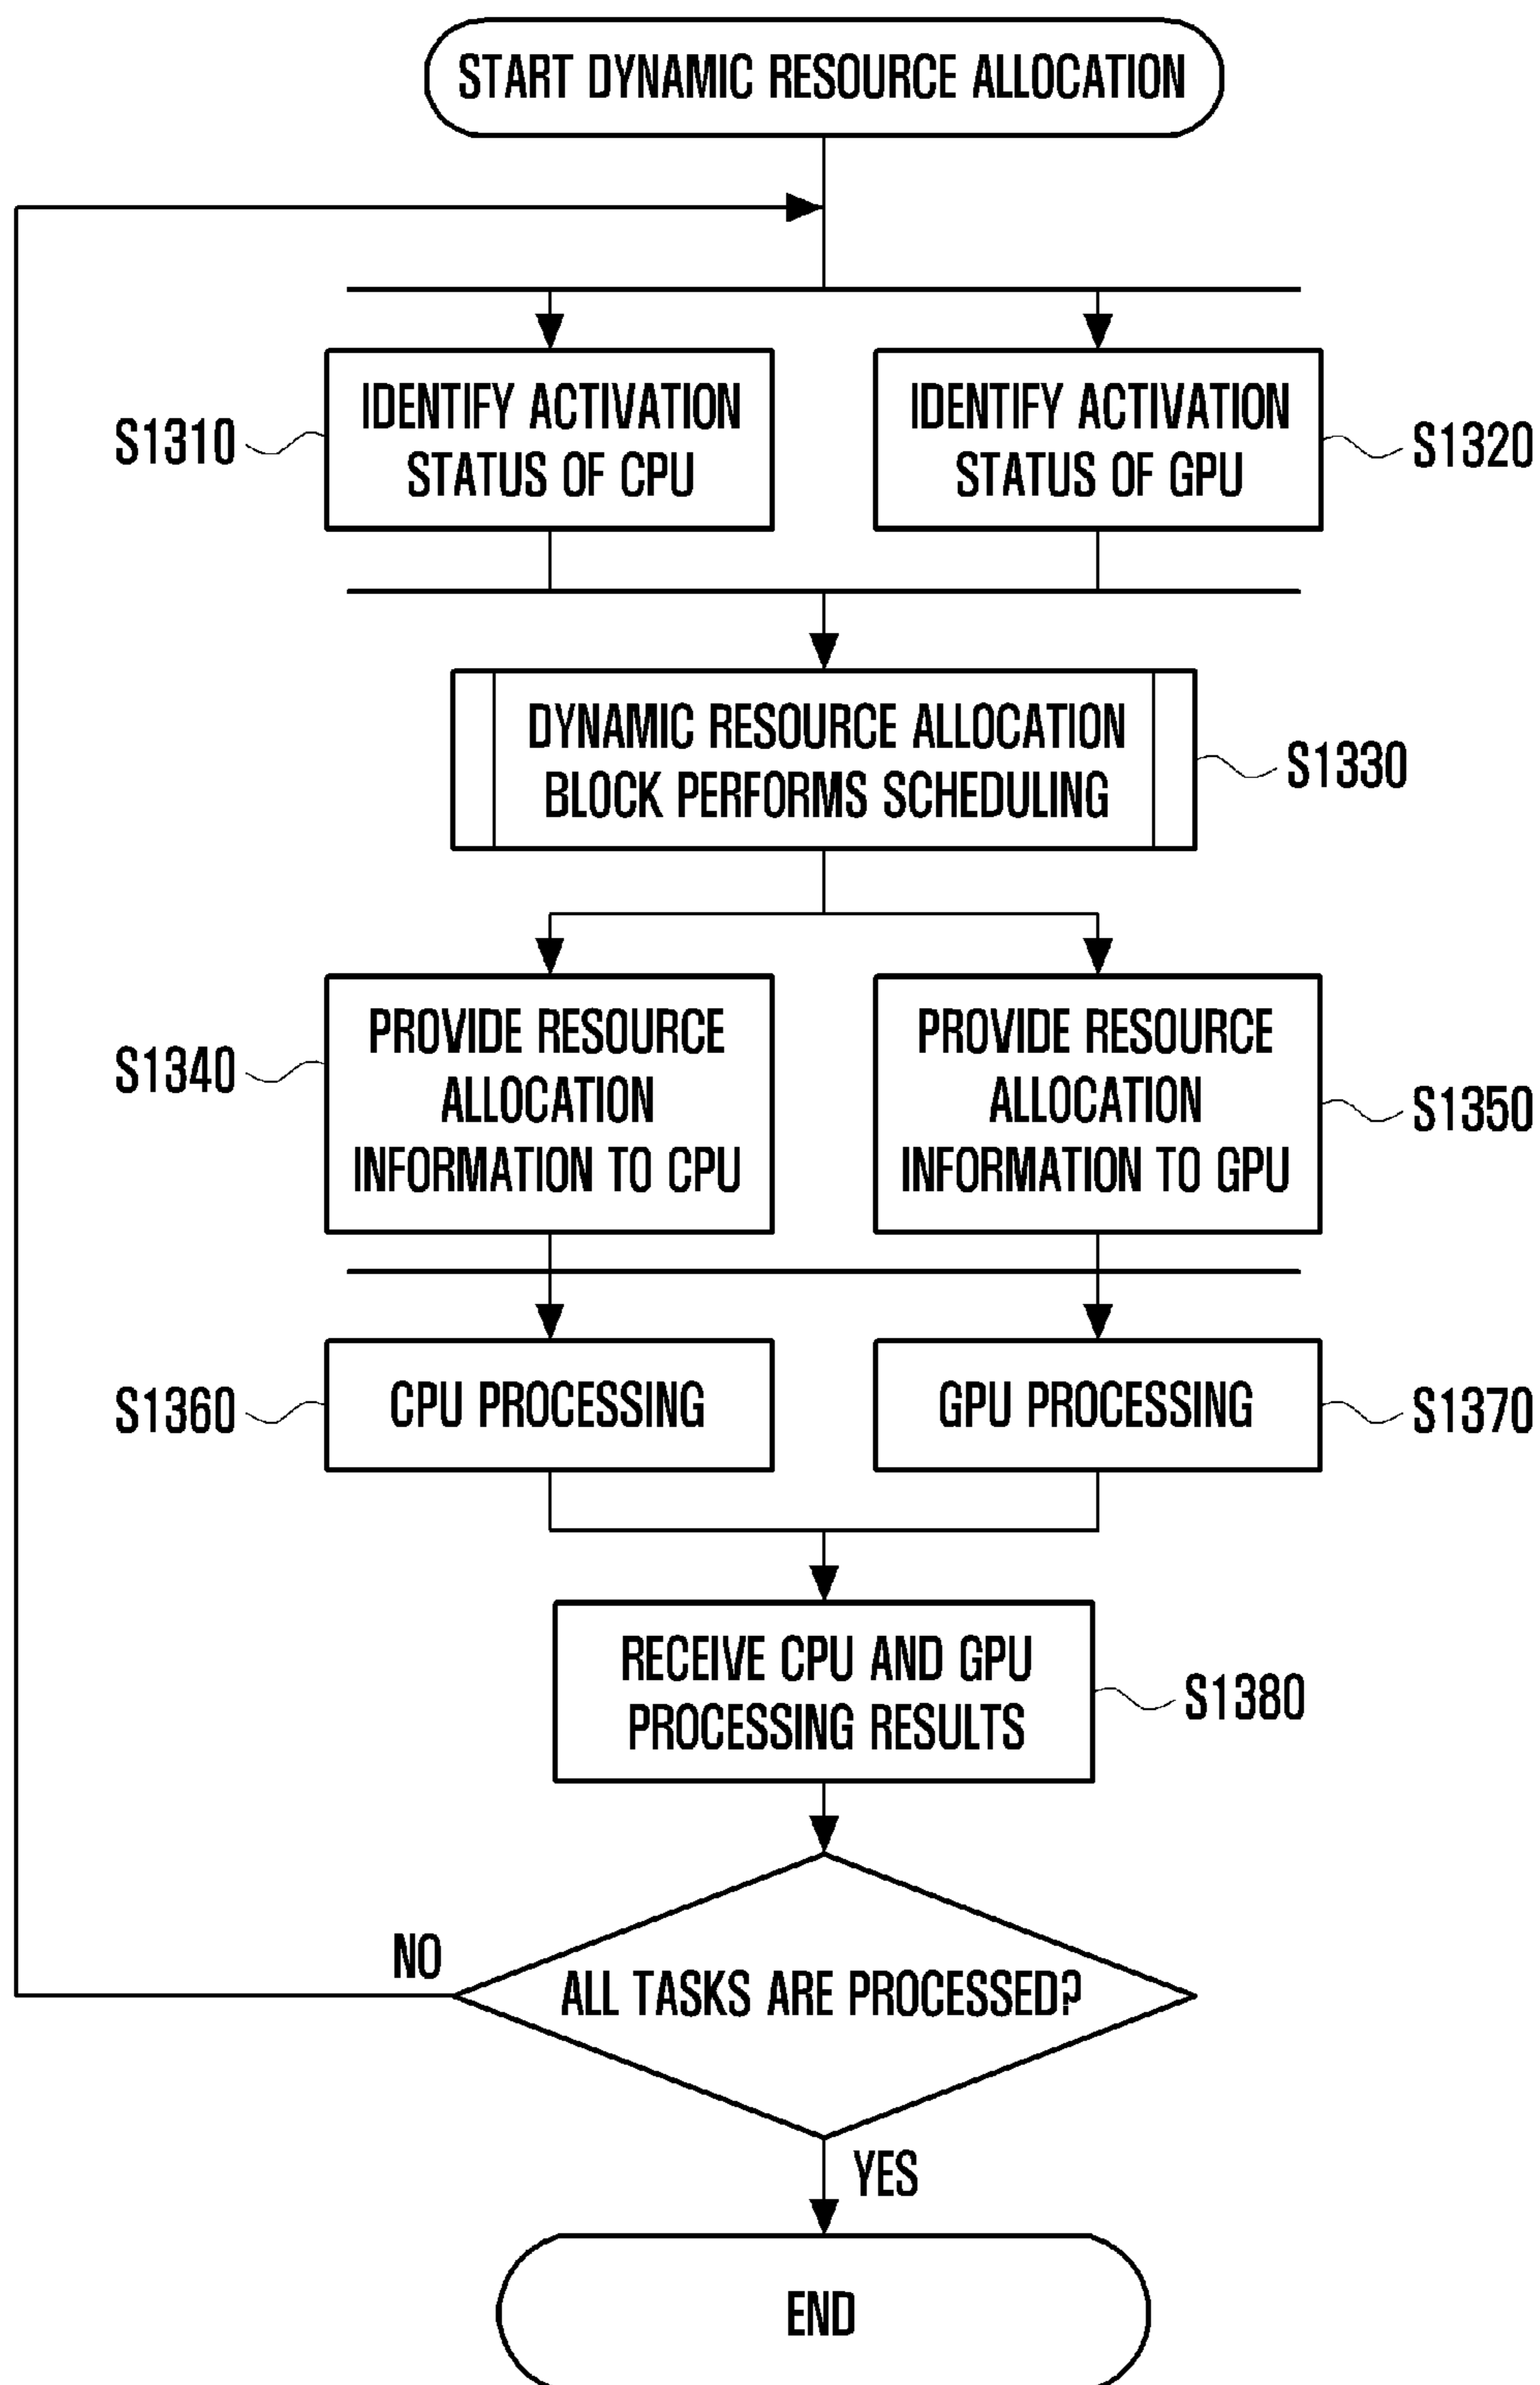 START DYNAMIC RESOURCE ALLOCATION
S1310
IDENTIFY ACTIVATION
STATUS OF CPU
IDENTIFY ACTIVATION
STATUS OF GPU
S1320
DYNAMIC RESOURCE ALLOCATION
BLOCK PERFORMS SCHEDULING
S1330
S1340
PROVIDE RESOURCE
ALLOCATION
INFORMATION TO CPU
PROVIDE RESOURCE
ALLOCATION
INFORMATION TO GPU
S1350
S1360
CPU PROCESSING
GPU PROCESSING
S1370
RECEIVE CPU AND GPU
PROCESSING RESULTS
S1380
NO
ALL TASKS ARE PROCESSED?
YES
END